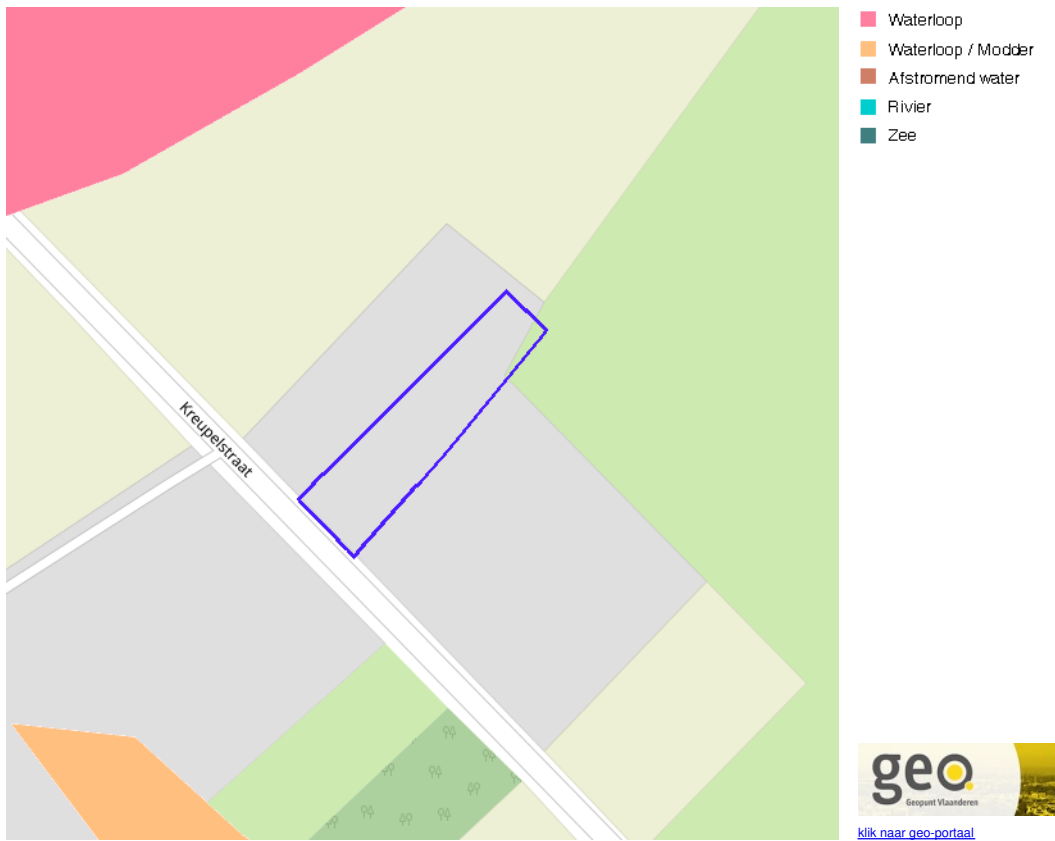 Waterloop
Waterloop / Modder
Afstromend water
Rivier
Zee
Kreupelstraat
geo.
Geopunt Vlaanderen
klik naar geo-portaal